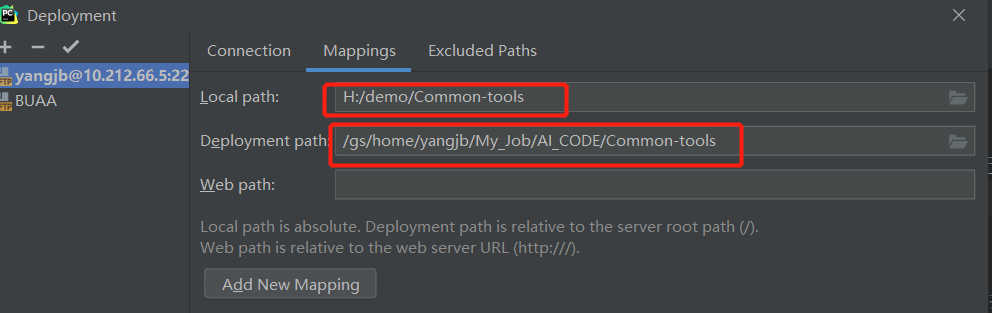 PC
Deployment
yangjb@10.212.66.5:22
BUAA
Connection
Mappings
Excluded Paths
Local path:
H:/demo/Common-tools
Deployment path:
/gs/home/yangjb/My_Job/AI_CODE/Common-tools
Web path:
Local path is absolute. Deployment path is relative to the server root path (/).
Web path is relative to the web server URL (http:///).
Add New Mapping